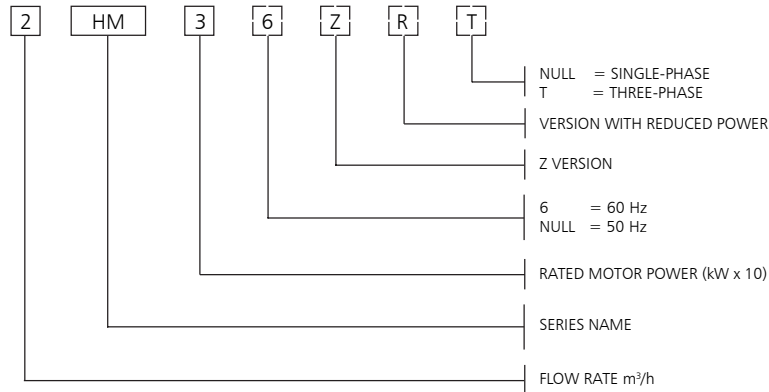 2 HM 3 6 Z R T
NULL = SINGLE-PHASE
T = THREE-PHASE
VERSION WITH REDUCED POWER
Z VERSION
6 = 60 Hz
NULL = 50 Hz
RATED MOTOR POWER (kW x 10)
SERIES NAME
FLOW RATE m³/h